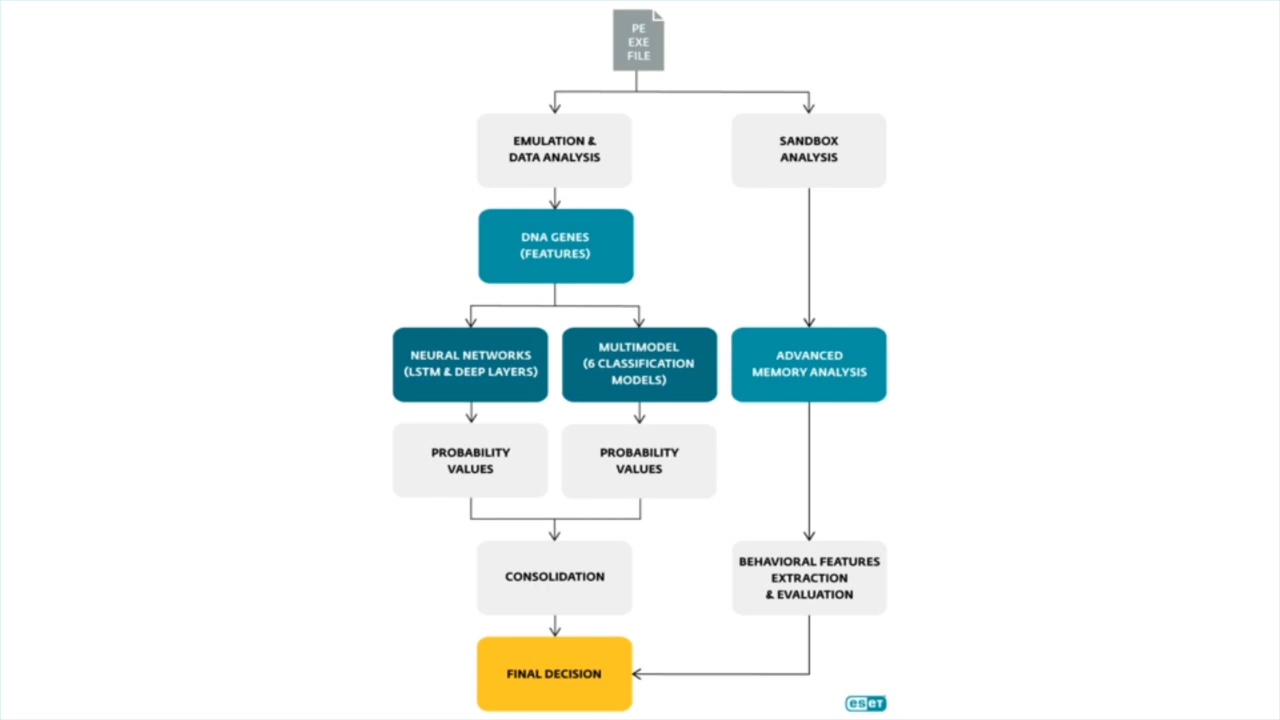 PE
EXE
FILE
EMULATION &
DATA ANALYSIS
SANDBOX
ANALYSIS
DNA GENES
(FEATURES)
NEURAL NETWORKS
(LSTM & DEEP LAYERS)
MULTIMODEL
(6 CLASSIFICATION
MODELS)
ADVANCED
MEMORY ANALYSIS
PROBABILITY
VALUES
PROBABILITY
VALUES
CONSOLIDATION
BEHAVIORAL FEATURES
EXTRACTION
& EVALUATION
FINAL DECISION
eseT